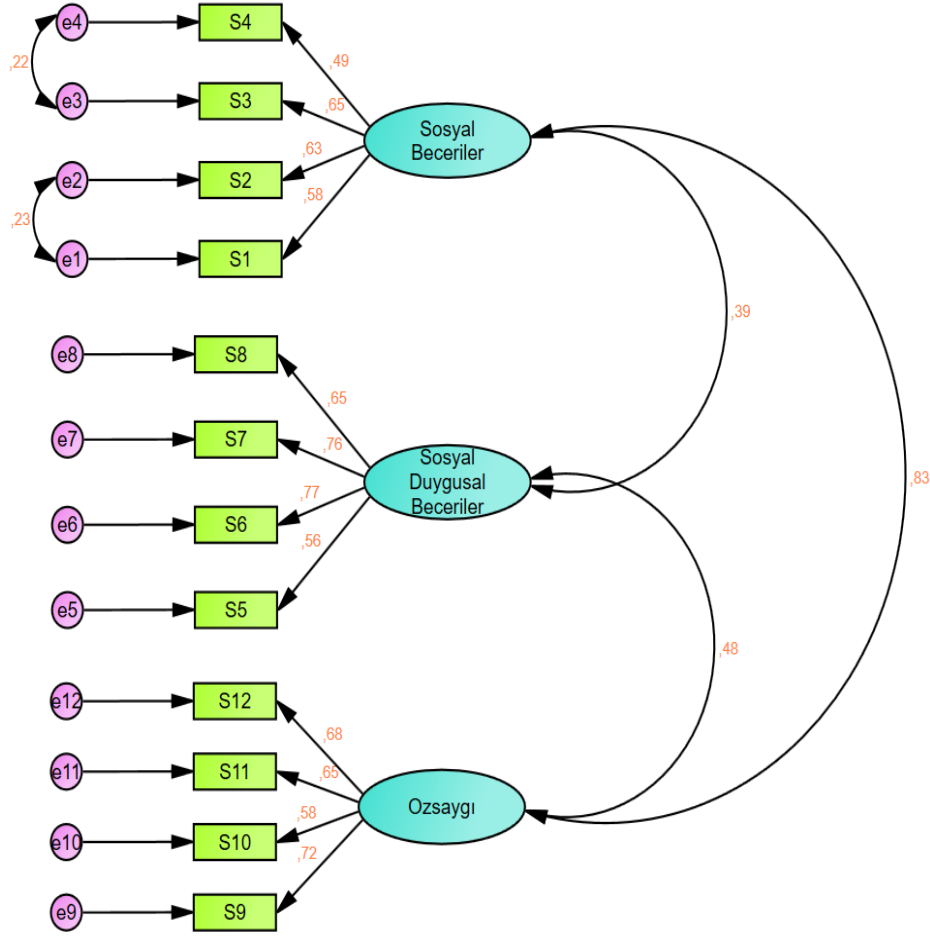 e4
S4
,49
,22
e3
S3
,65
Sosyal
Beceriler
e2
S2
,63
,23
e1
S1
,58
,39
e8
S8
,65
e7
S7
,76
Sosyal
Duygusal
Beceriler
,83
e6
S6
,77
e5
S5
,56
,48
e12
S12
,68
e11
S11
,65
Ozsaygı
e10
S10
,58
e9
S9
,72